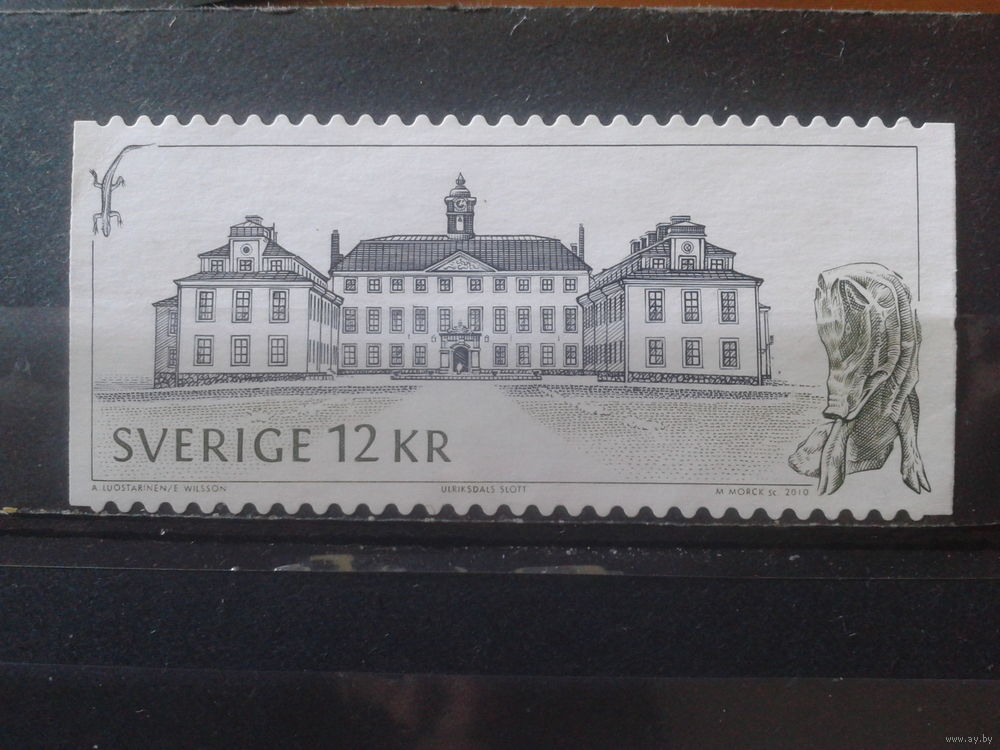 SVERIGE 12 KR
A. LUOSTARINEN/E. WILSSON
ULRIKSDALS SLOTT
M MÖRCK SC. 2010
www.ay.by